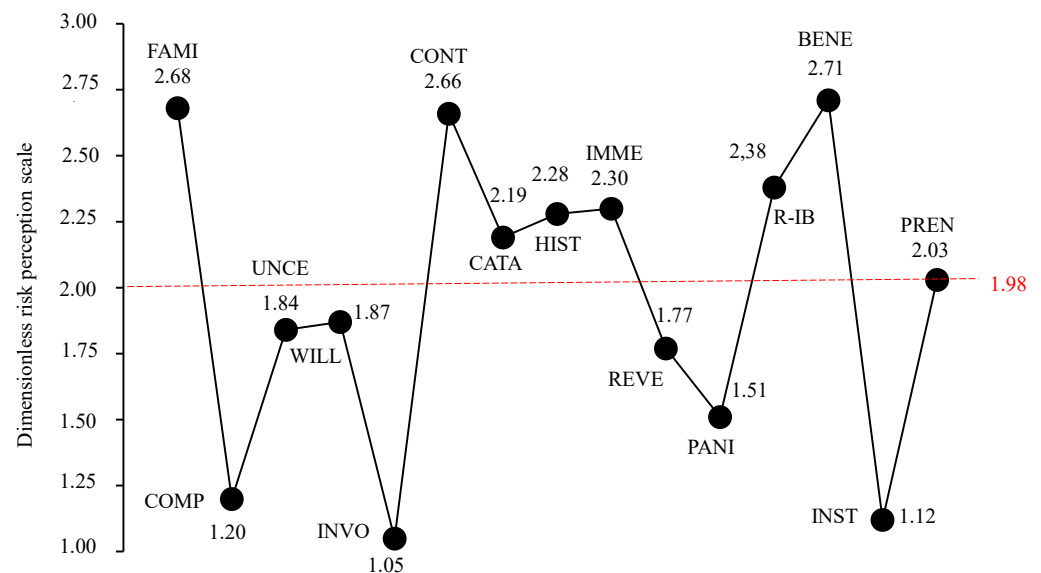 3.00
2.75
2.50
2.25
2.00
1.75
1.50
1.25
1.00
Dimensionless risk perception scale
FAMI
2.68
COMP
1.20
UNCE
1.84
WILL
1.87
INVO
1.05
CONT
2.66
CATA
2.19
HIST
2.28
IMME
2.30
REVE
1.77
PANI
1.51
R-IB
2,38
BENE
2.71
INST
1.12
PREN
2.03
1.98